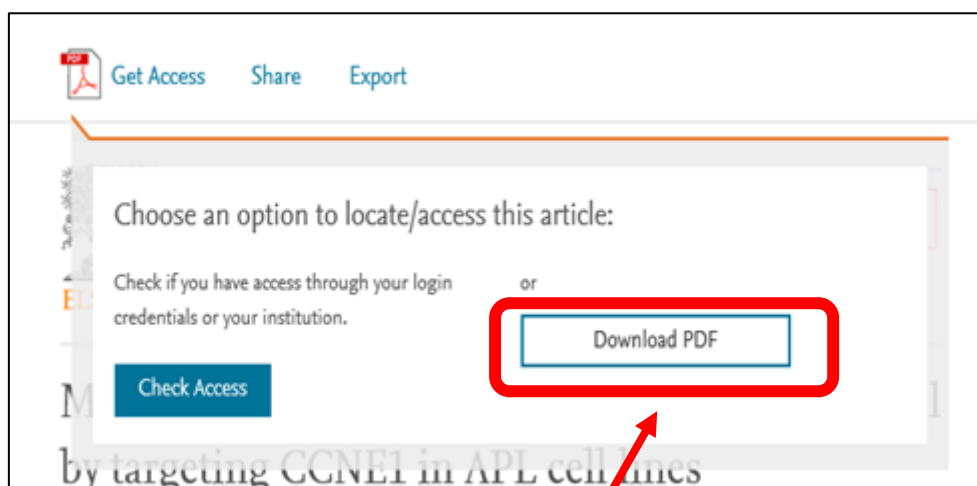 PDF
Get Access Share Export
Choose an option to locate/access this article:
Check if you have access through your login
credentials or your institution.
or
Download PDF
Check Access
by targeting CCNE1 in APL cell lines